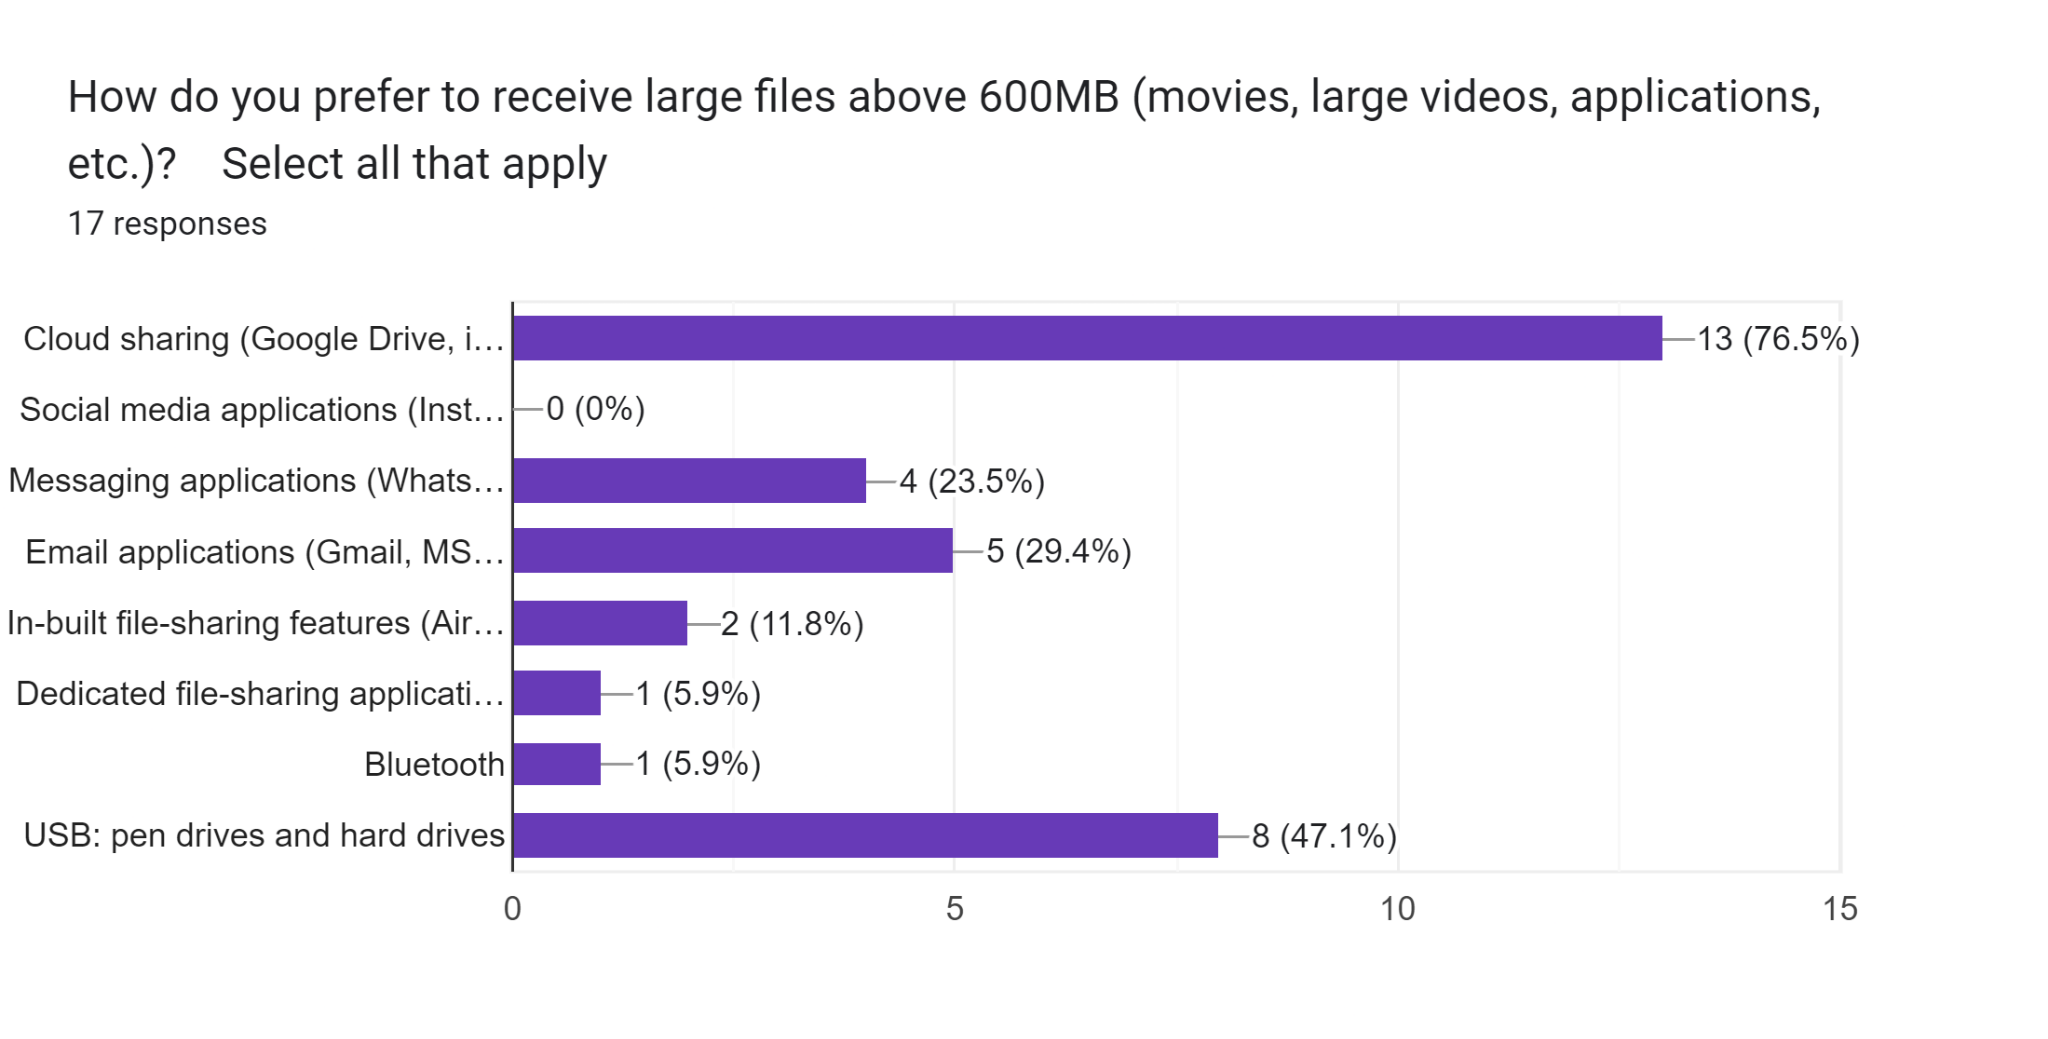 How do you prefer to receive large files above 600MB (movies, large videos, applications,
etc.)? Select all that apply
17 responses
Cloud sharing (Google Drive, i… 13 (76.5%)
Social media applications (Inst… 0 (0%)
Messaging applications (Whats… 4 (23.5%)
Email applications (Gmail, MS… 5 (29.4%)
In-built file-sharing features (Air… 2 (11.8%)
Dedicated file-sharing applicati… 1 (5.9%)
Bluetooth 1 (5.9%)
USB: pen drives and hard drives 8 (47.1%)
0 5 10 15